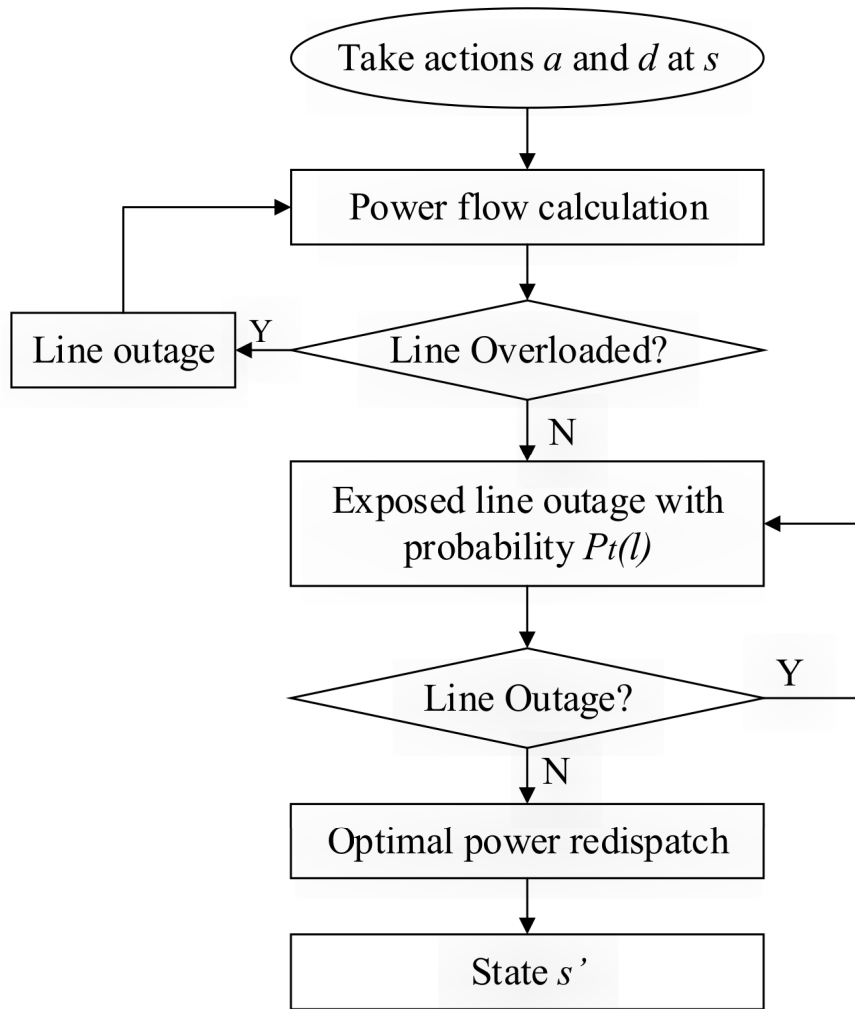 Take actions a and d at s
Power flow calculation
Line outage
Y
Line Overloaded?
N
Exposed line outage with
probability Pt(l)
Line Outage?
Y
N
Optimal power redispatch
State s’